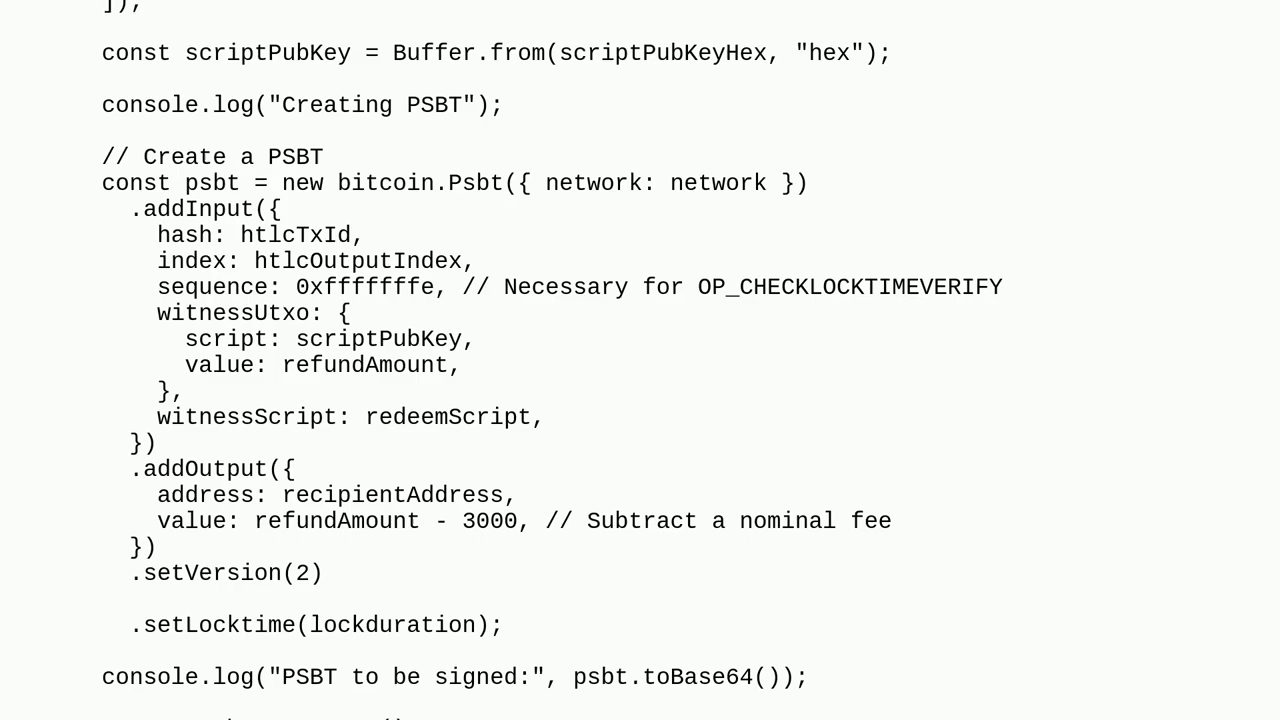 ]);
const scriptPubKey = Buffer.from(scriptPubKeyHex, "hex");
console.log("Creating PSBT");
// Create a PSBT
const psbt = new bitcoin.Psbt({ network: network })
.addInput({
hash: htlcTxId,
index: htlcOutputIndex,
sequence: 0xfffffffe, // Necessary for OP_CHECKLOCKTIMEVERIFY
witnessUtxo: {
script: scriptPubKey,
value: refundAmount,
},
witnessScript: redeemScript,
})
.addOutput({
address: recipientAddress,
value: refundAmount - 3000, // Subtract a nominal fee
})
.setVersion(2)
.setLocktime(lockduration);
console.log("PSBT to be signed:", psbt.toBase64());